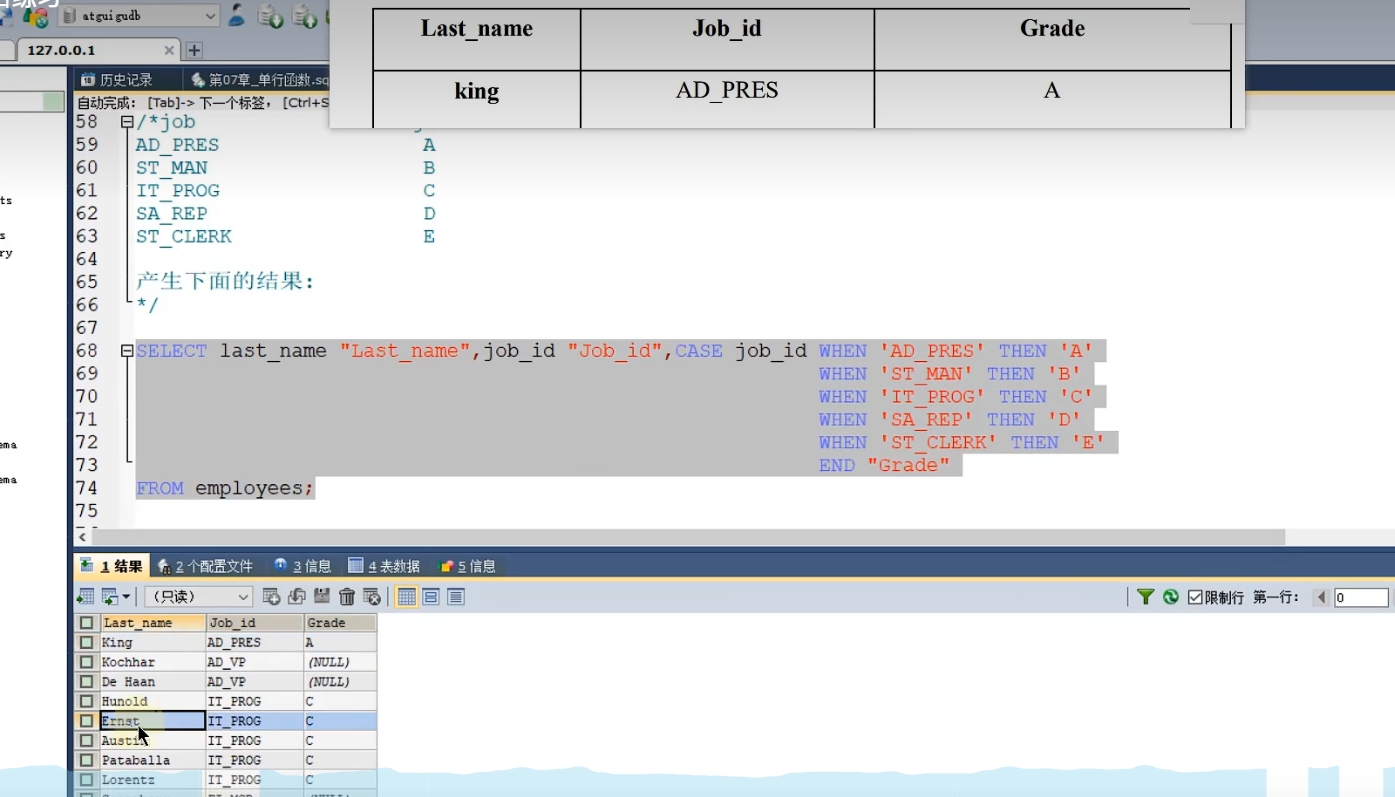 atguigudb
127.0.0.1
Last_name Job_id Grade
king AD_PRES A
历史记录 第07章_单行函数.sq
自动完成: [Tab]-> 下一个标签, [Ctrl+S
58 /*job
59 AD_PRES A
60 ST_MAN B
61 IT_PROG C
62 SA_REP D
63 ST_CLERK E
64
65 产生下面的结果:
66 */
67
68 SELECT last_name "Last_name",job_id "Job_id",CASE job_id WHEN 'AD_PRES' THEN 'A'
69 WHEN 'ST_MAN' THEN 'B'
70 WHEN 'IT_PROG' THEN 'C'
71 WHEN 'SA_REP' THEN 'D'
72 WHEN 'ST_CLERK' THEN 'E'
73 END "Grade"
74 FROM employees;
75
1 结果 2 个配置文件 3 信息 4 表数据 5 信息
(只读) 限制行 第一行: 0
Last_name Job_id Grade
King AD_PRES A
Kochhar AD_VP (NULL)
De Haan AD_VP (NULL)
Hunold IT_PROG C
Ernst IT_PROG C
Austin IT_PROG C
Pataballa IT_PROG C
Lorentz IT_PROG C